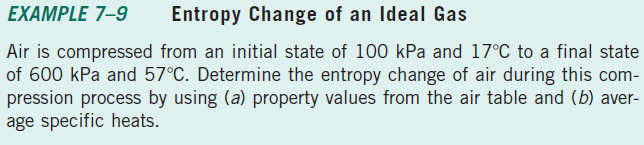 EXAMPLE 7–9 Entropy Change of an Ideal Gas
Air is compressed from an initial state of 100 kPa and 17°C to a final state
of 600 kPa and 57°C. Determine the entropy change of air during this com-
pression process by using (a) property values from the air table and (b) aver-
age specific heats.